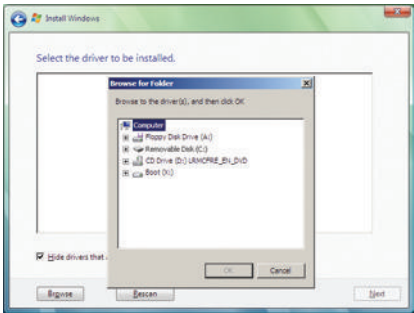 Install Windows
Select the driver to be installed.
Browse for Folder
Browse to the driver(s), and then click OK
Computer
Floppy Disk Drive (A:)
Removable Disk (C:)
CD Drive (D:) LRMCFRE_EN_DVD
Boot (X:)
Hide drivers that
OK
Cancel
Browse
Rescan
Next